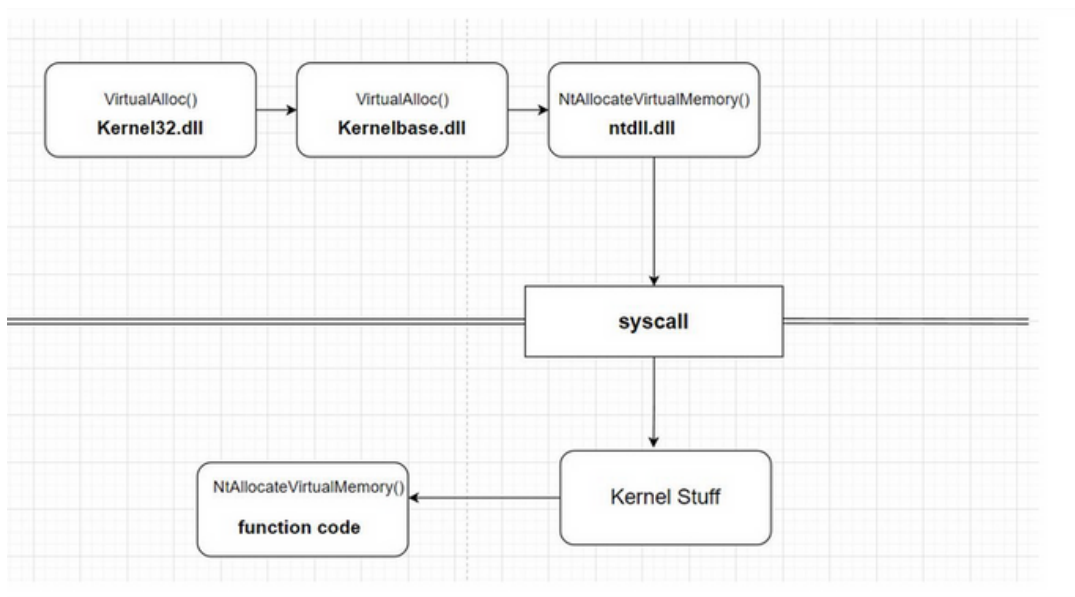 VirtualAlloc()
Kernel32.dll
VirtualAlloc()
Kernelbase.dll
NtAllocateVirtualMemory()
ntdll.dll
syscall
Kernel Stuff
NtAllocateVirtualMemory()
function code